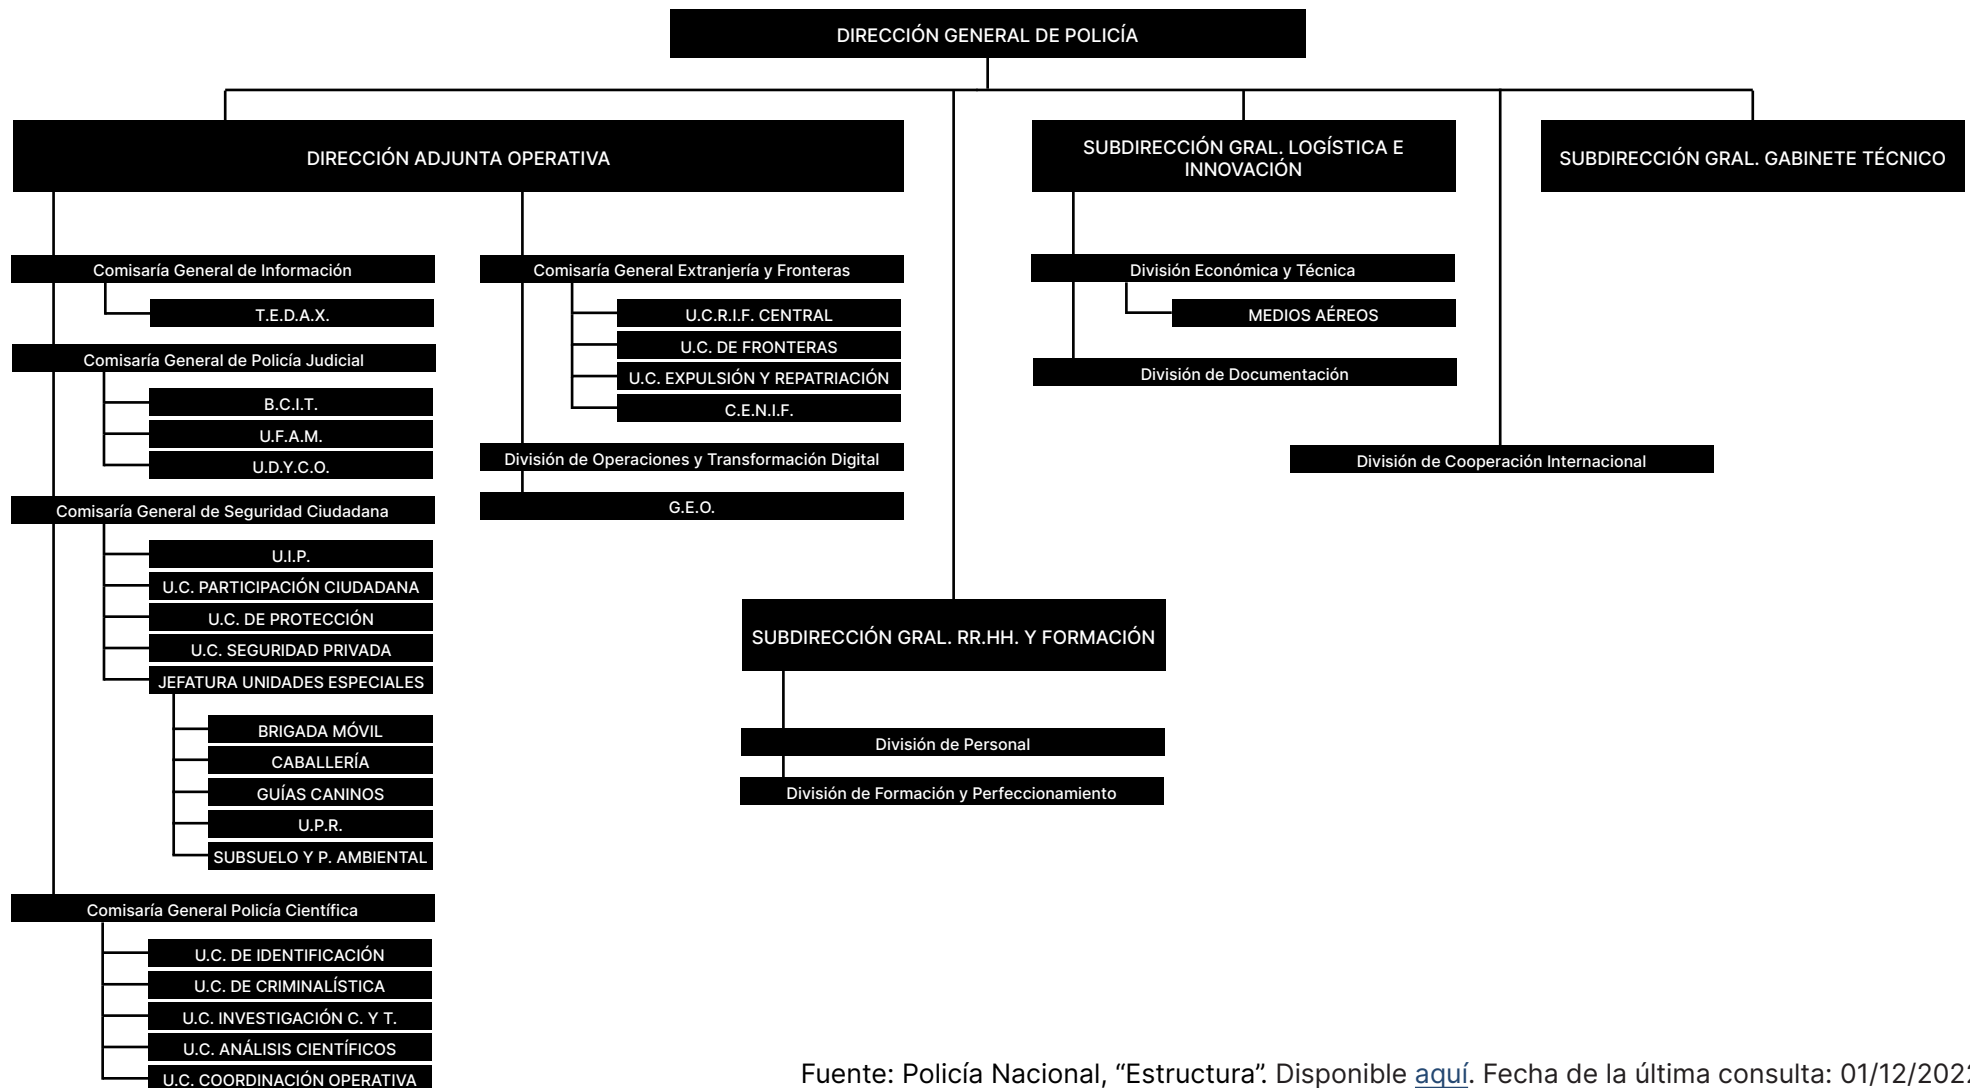 DIRECCIÓN GENERAL DE POLICÍA
DIRECCIÓN ADJUNTA OPERATIVA
SUBDIRECCIÓN GRAL. LOGÍSTICA E
INNOVACIÓN
SUBDIRECCIÓN GRAL. GABINETE TÉCNICO
Comisaría General de Información
T.E.D.A.X.
Comisaría General de Policía Judicial
B.C.I.T.
U.F.A.M.
U.D.Y.C.O.
Comisaría General de Seguridad Ciudadana
U.I.P.
U.C. PARTICIPACIÓN CIUDADANA
U.C. DE PROTECCIÓN
U.C. SEGURIDAD PRIVADA
JEFATURA UNIDADES ESPECIALES
BRIGADA MÓVIL
CABALLERÍA
GUÍAS CANINOS
U.P.R.
SUBSUELO Y P. AMBIENTAL
Comisaría General Policía Científica
U.C. DE IDENTIFICACIÓN
U.C. DE CRIMINALÍSTICA
U.C. INVESTIGACIÓN C. Y T.
U.C. ANÁLISIS CIENTÍFICOS
U.C. COORDINACIÓN OPERATIVA
Comisaría General Extranjería y Fronteras
U.C.R.I.F. CENTRAL
U.C. DE FRONTERAS
U.C. EXPULSIÓN Y REPATRIACIÓN
C.E.N.I.F.
División de Operaciones y Transformación Digital
G.E.O.
SUBDIRECCIÓN GRAL. RR.HH. Y FORMACIÓN
División de Personal
División de Formación y Perfeccionamiento
División Económica y Técnica
MEDIOS AÉREOS
División de Documentación
División de Cooperación Internacional
Fuente: Policía Nacional, “Estructura”. Disponible aquí. Fecha de la última consulta: 01/12/2022